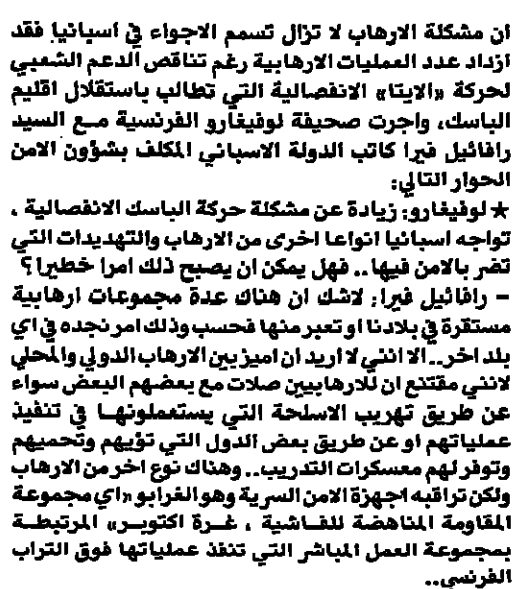 ان مشكلة الارهاب لا تزال تسمم الاجواء في اسبانيا فقد
ازداد عدد العمليات الارهابية رغم تناقص الدعم الشعبي
لحركة «الايتا» الانفصالية التي تطالب باستقلال اقليم
الباسك، واجرت صحيفة لوفيغارو الفرنسية مع السيد
رافائيل فيرا كاتب الدولة الاسباني المكلف بشؤون الامن
الحوار التالي:
★ لوفيغارو: زيادة عن مشكلة حركة الباسك الانفصالية ،
تواجه اسبانيا انواعا اخرى من الارهاب والتهديدات التي
تضر بالامن فيها.. فهل يمكن ان يصبح ذلك امرا خطيرا؟
– رافائيل فيرا: لاشك ان هناك عدة مجموعات ارهابية
مستقرة في بلادنا او تعبر منها فحسب وذلك امر نجده في اي
بلد اخر.. الا انني لا اريد ان اميز بين الارهاب الدولي والمحلي
لانني مقتنع ان للارهابيين صلات مع بعضهم البعض سواء
عن طريق تهريب الاسلحة التي يستعملونها في تنفيذ
عملياتهم او عن طريق بعض الدول التي تؤيهم وتحميهم
وتوفر لهم معسكرات التدريب.. وهناك نوع اخر من الارهاب
ولكن تراقبه اجهزة الامن السرية وهو الغرابو «اي مجموعة
المقاومة المناهضة للفاشية ، غرة اكتوبر» المرتبطة
بمجموعة العمل المباشر التي تنفذ عملياتها فوق التراب
الفرنسي..